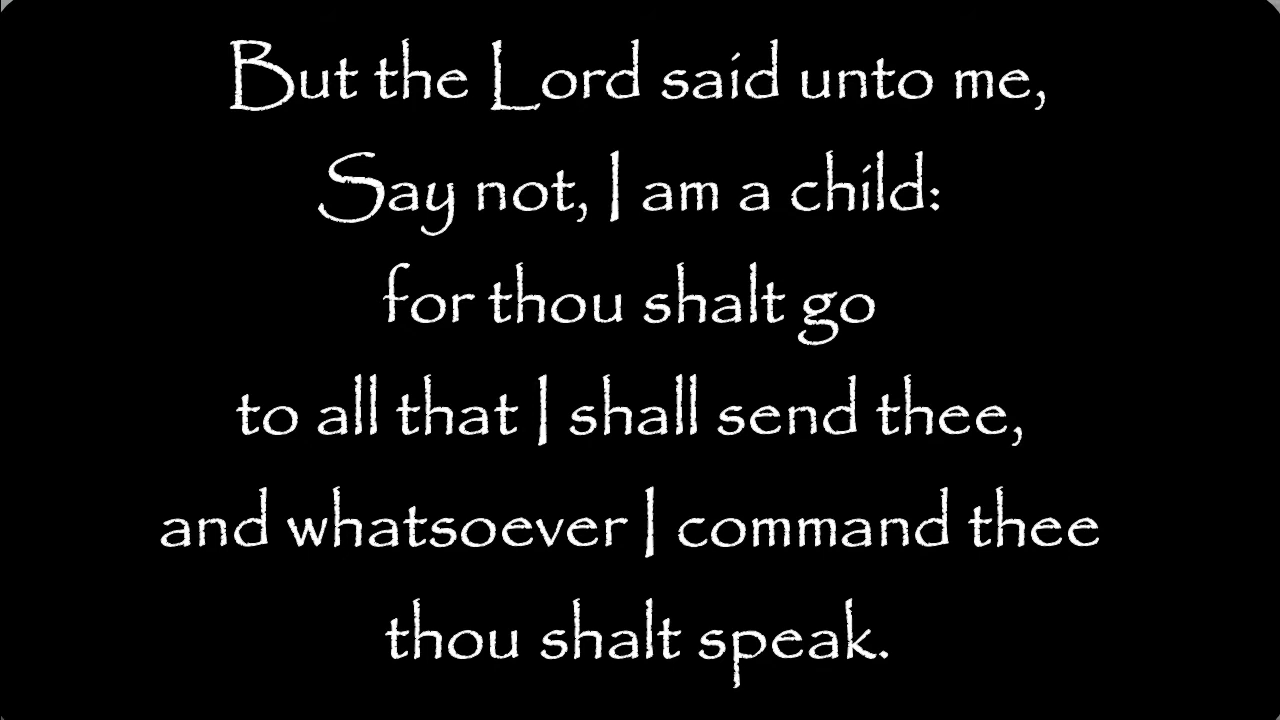 But the Lord said unto me,
Say not, I am a child:
for thou shalt go
to all that I shall send thee,
and whatsoever I command thee
thou shalt speak.